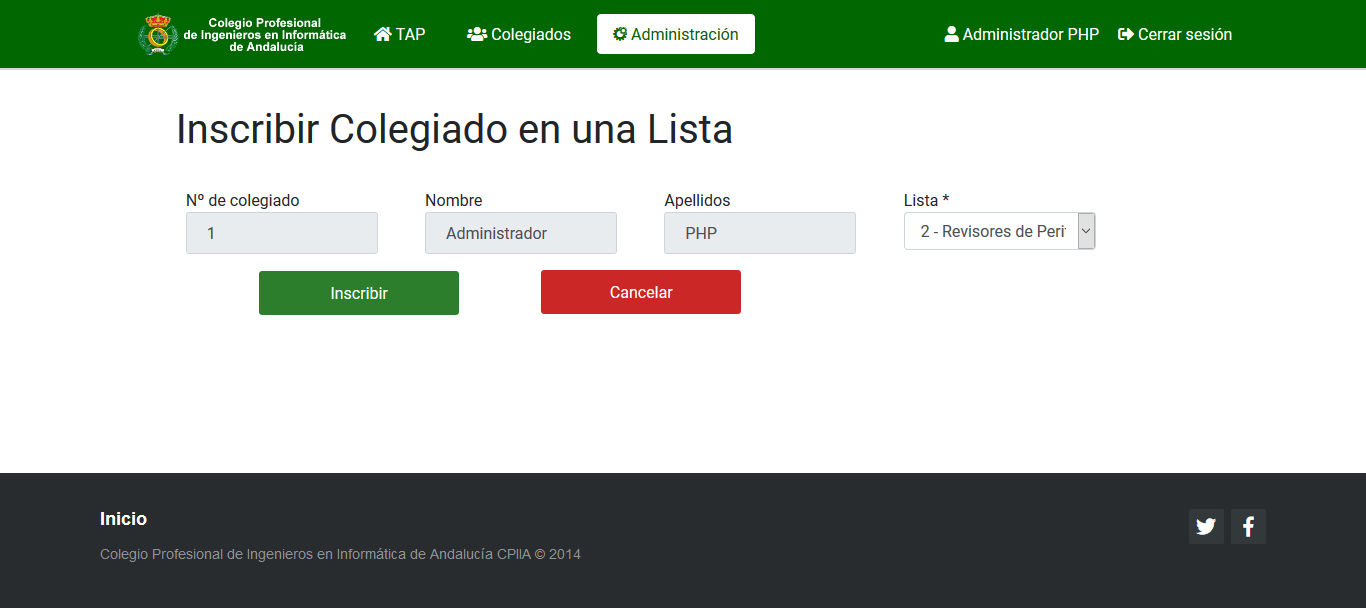 Colegio Profesional
de Ingenieros en Informática
de Andalucía
TAP
Colegiados
Administración
Administrador PHP
Cerrar sesión
Inscribir Colegiado en una Lista
Nº de colegiado
Nombre
Apellidos
Lista *
1
Administrador
PHP
2 - Revisores de Peri
Inscribir
Cancelar
Inicio
Colegio Profesional de Ingenieros en Informática de Andalucía CPIIA © 2014